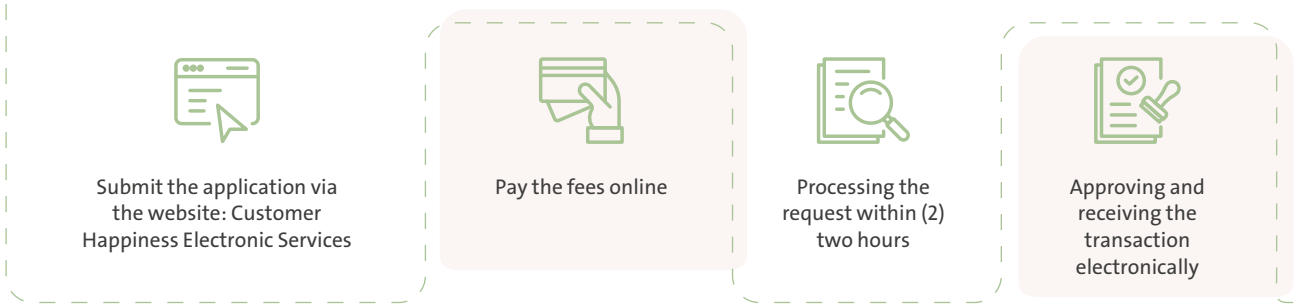 Submit the application via
the website: Customer
Happiness Electronic Services
Pay the fees online
Processing the
request within (2)
two hours
Approving and
receiving the
transaction
electronically